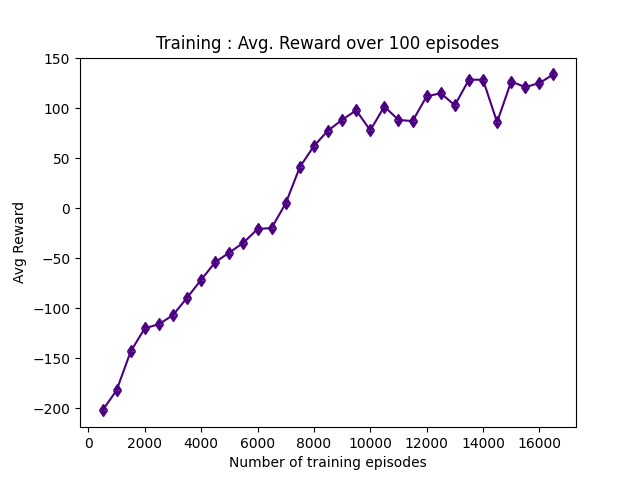 Training : Avg. Reward over 100 episodes
150
100
50
0
−50
−100
−150
−200
Avg Reward
0 2000 4000 6000 8000 10000 12000 14000 16000
Number of training episodes